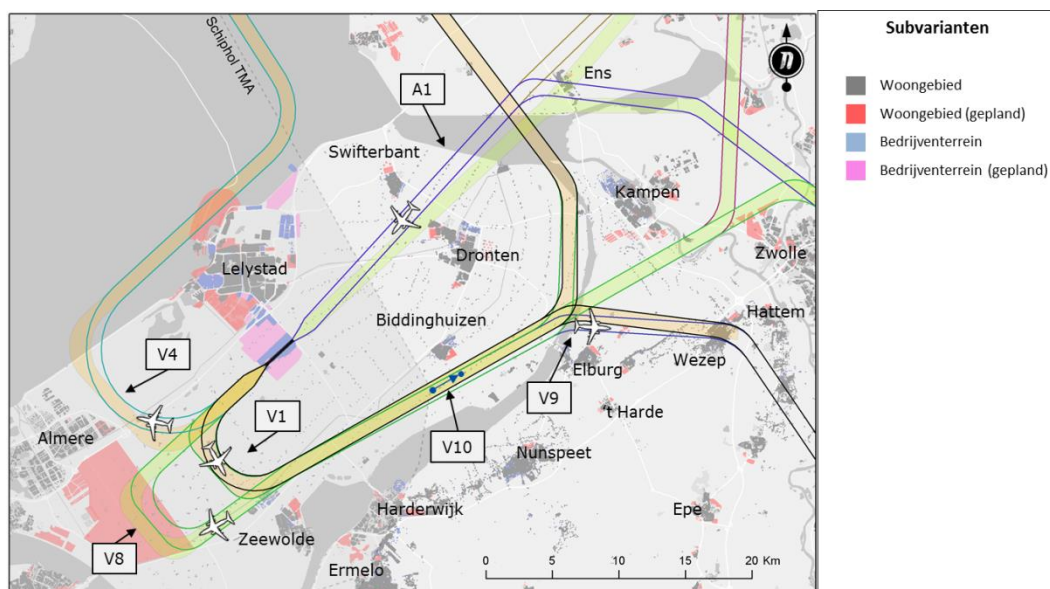 Schiphol TMA
A1
Ens
Swifterbant
Kampen
Lelystad
Dronten
Zwolle
Biddinghuizen
Hattem
V4
Elburg
Wezep
V9
V1
't Harde
Almere
V10
Nunspeet
Harderwijk
Epe
V8
Zeewolde
Ermelo
0 5 10 15 20 Km
Subvarianten
Woongebied
Woongebied (gepland)
Bedrijventerrein
Bedrijventerrein (gepland)